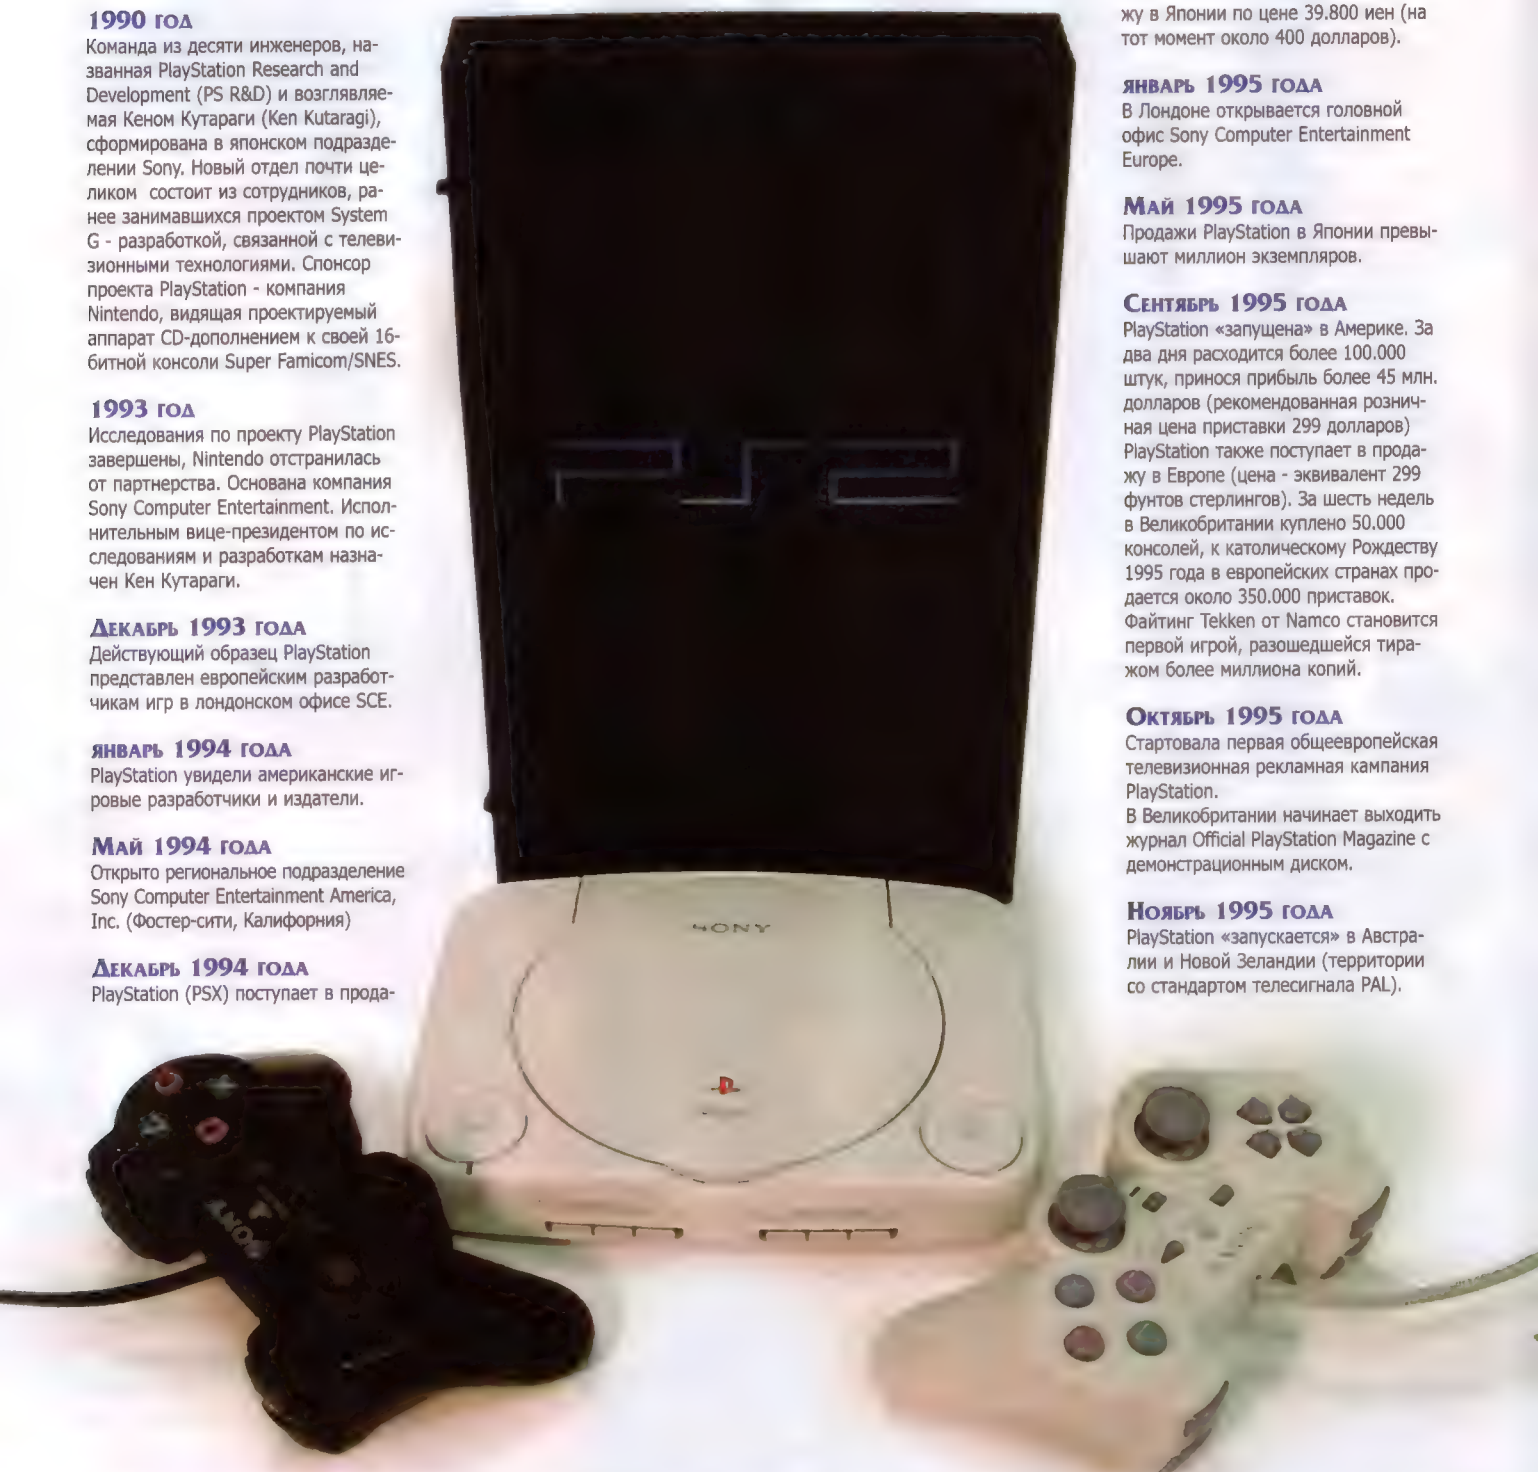 1990 год
Команда из десяти инженеров, на-
званная PlayStation Research and
Development (PS R&D) и возглявляе-
мая Кеном Кутараги (Ken Kutaragi),
сформирована в японском подразде-
лении Sony. Новый отдел почти це-
ликом состоит из сотрудников, ра-
нее занимавшихся проектом System
G - разработкой, связанной с телеви-
зионными технологиями. Спонсор
проекта PlayStation - компания
Nintendo, видящая проектируемый
аппарат CD-дополнением к своей 16-
битной консоли Super Famicom/SNES.
1993 год
Исследования по проекту PlayStation
завершены, Nintendo отстранилась
от партнерства. Основана компания
Sony Computer Entertainment. Испол-
нительным вице-президентом по ис-
следованиям и разработкам назна-
чен Кен Кутараги.
Декабрь 1993 года
Действующий образец PlayStation
представлен европейским разработ-
чикам игр в лондонском офисе SCE.
январь 1994 года
PlayStation увидели американские иг-
ровые разработчики и издатели.
Май 1994 года
Открыто региональное подразделение
Sony Computer Entertainment America,
Inc. (Фостер-сити, Калифорния)
Декабрь 1994 года
PlayStation (PSX) поступает в прода-
жу в Японии по цене 39.800 иен (на
тот момент около 400 долларов).
январь 1995 года
В Лондоне открывается головной
офис Sony Computer Entertainment
Europe.
Май 1995 года
Продажи PlayStation в Японии превы-
шают миллион экземпляров.
Сентябрь 1995 года
PlayStation «запущена» в Америке. За
два дня расходится более 100.000
штук, принося прибыль более 45 млн.
долларов (рекомендованная рознич-
ная цена приставки 299 долларов)
PlayStation также поступает в прода-
жу в Европе (цена - эквивалент 299
фунтов стерлингов). За шесть недель
в Великобритании куплено 50.000
консолей, к католическому Рождеству
1995 года в европейских странах про-
дается около 350.000 приставок.
Файтинг Tekken от Namco становится
первой игрой, разошедшейся тира-
жом более миллиона копий.
Октябрь 1995 года
Стартовала первая общеевропейская
телевизионная рекламная кампания
PlayStation.
В Великобритании начинает выходить
журнал Official PlayStation Magazine с
демонстрационным диском.
Ноябрь 1995 года
PlayStation «запускается» в Австра-
лии и Новой Зеландии (территории
со стандартом телесигнала PAL).
PS2
SONY
SONY